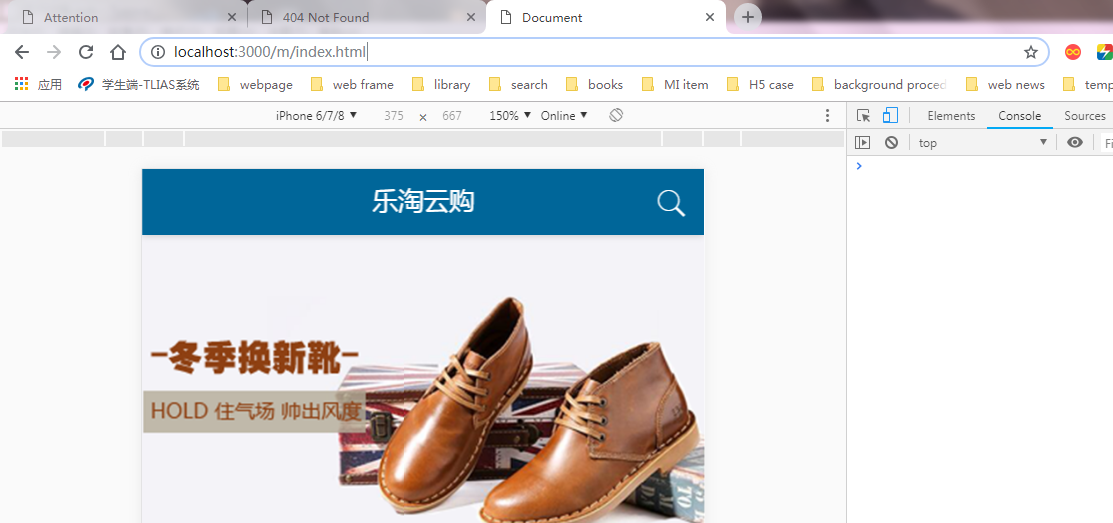 Attention
404 Not Found
Document
localhost:3000/m/index.html
应用
学生端-TLIAS系统
webpage
web frame
library
search
books
MI item
H5 case
background proced
web news
temp
iPhone 6/7/8
375
×
667
150%
Online
Elements
Console
Sources
top
Fi
乐淘云购
-冬季换新靴-
HOLD 住气场 帅出风度